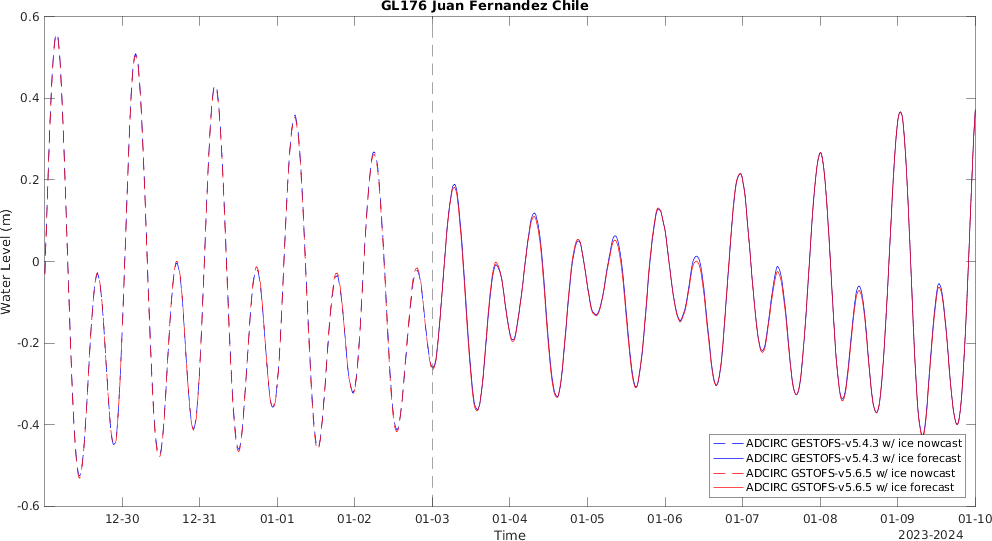 GL176 Juan Fernandez Chile
0.6
0.4
0.2
0
-0.2
-0.4
-0.6
Water Level (m)
ADCIRC GESTOFS-v5.4.3 w/ ice nowcast
ADCIRC GESTOFS-v5.4.3 w/ ice forecast
ADCIRC GSTOFS-v5.6.5 w/ ice nowcast
ADCIRC GSTOFS-v5.6.5 w/ ice forecast
12-30 12-31 01-01 01-02 01-03 01-04 01-05 01-06 01-07 01-08 01-09 01-10
Time
2023-2024